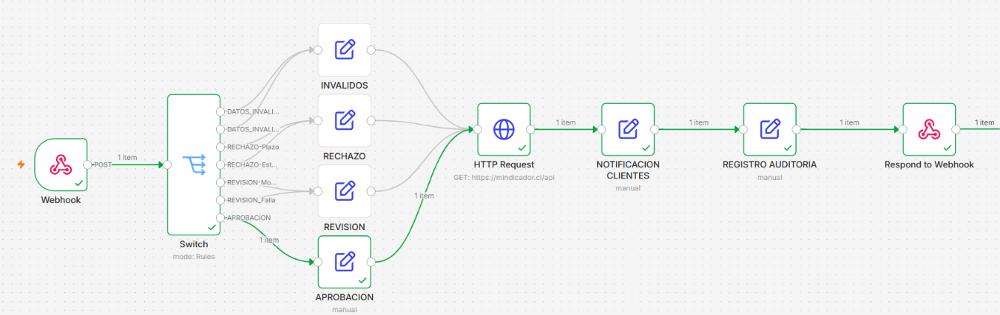 POST
1 item
Webhook
Switch
mode: Rules
DATOS_INVALI...
DATOS_INVALI...
RECHAZO-Plazo
RECHAZO-Est...
REVISION-Mo...
REVISION_Falla
APROBACION
1 item
INVALIDOS
RECHAZO
REVISION
APROBACION
manual
1 item
HTTP Request
GET: https://mindicador.cl/api
1 item
NOTIFICACION
CLIENTES
manual
1 item
REGISTRO AUDITORIA
manual
1 item
Respond to Webhook
1 item